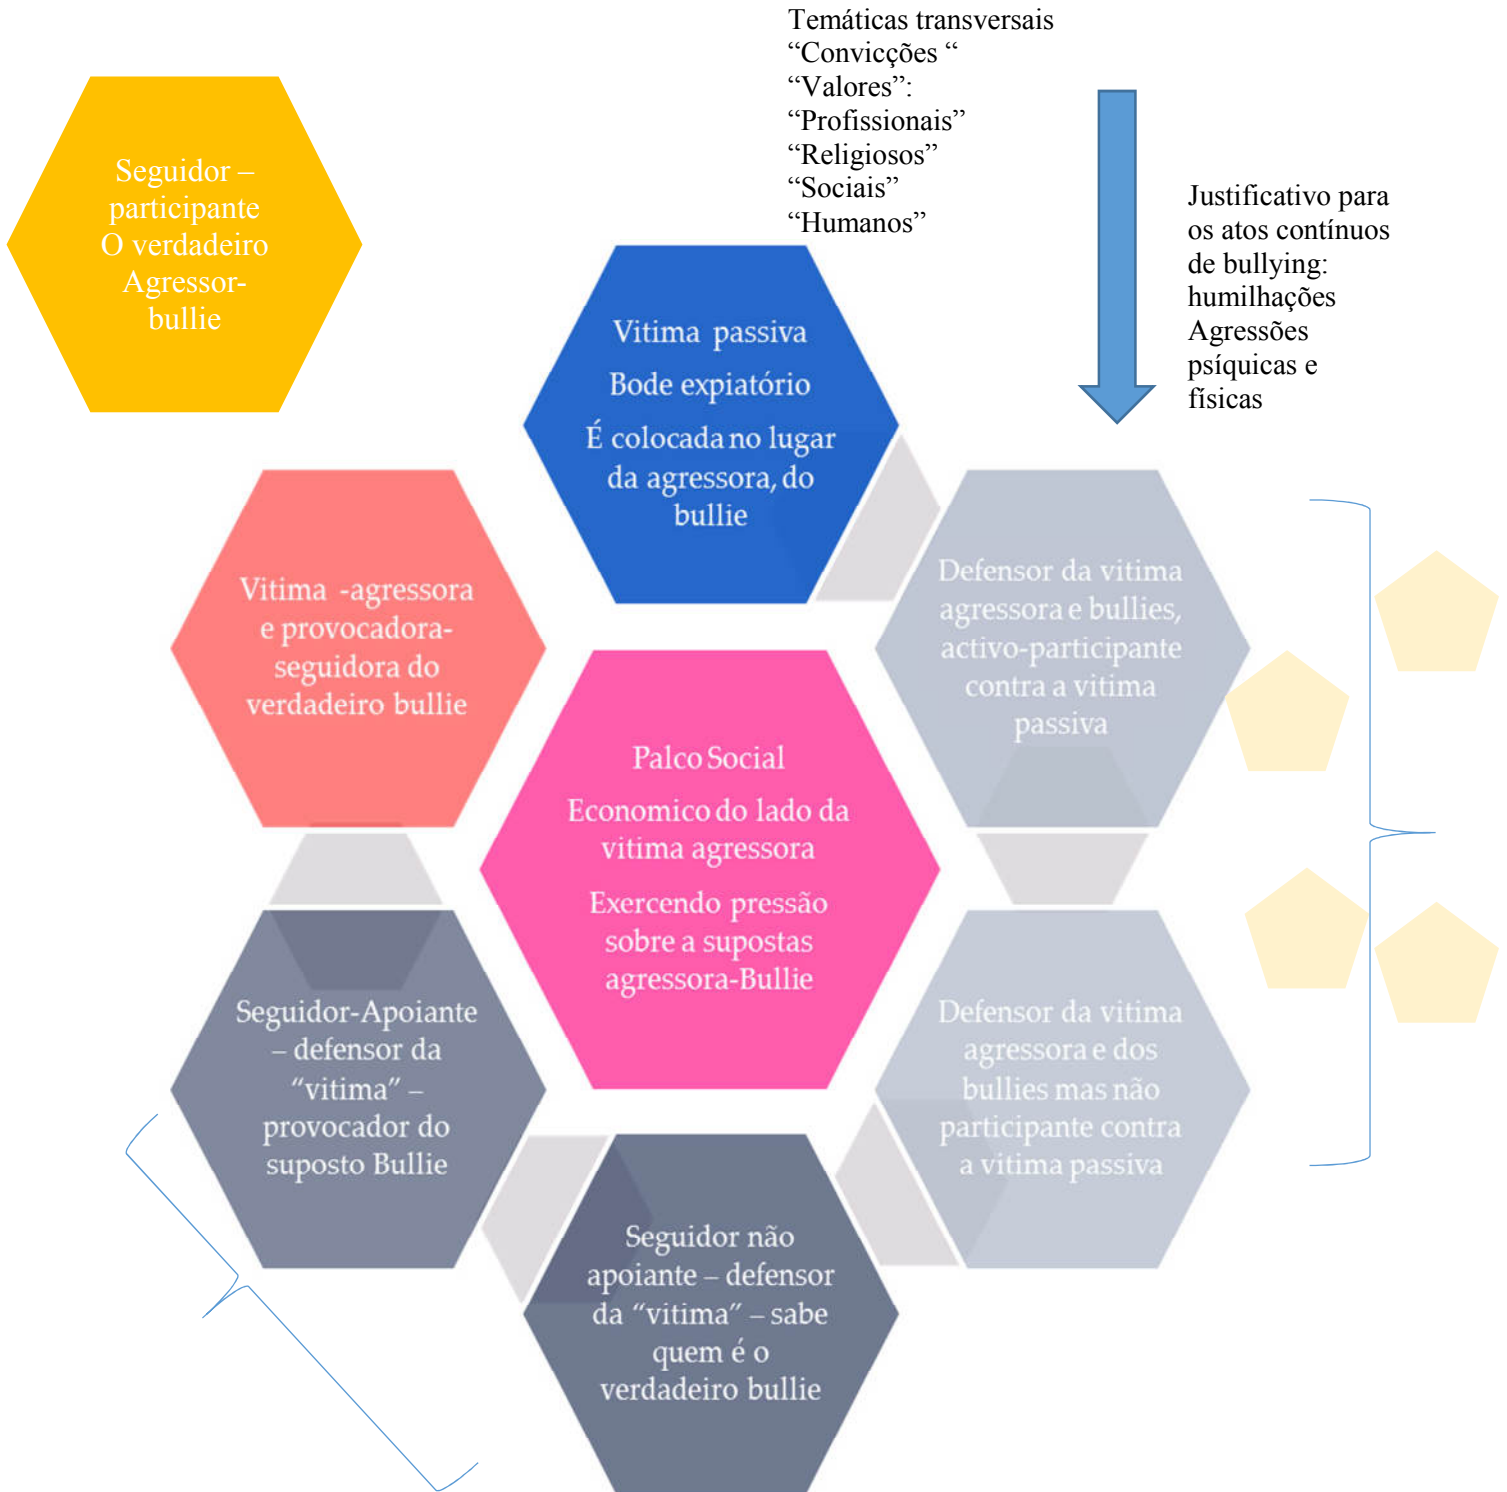 Temáticas transversais
“Convicções “
“Valores”:
“Profissionais”
“Religiosos”
“Sociais”
“Humanos”
Seguidor –
participante
O verdadeiro
Agressor-
bullie
Justificativo para
os atos contínuos
de bullying:
humilhações
Agressões
psíquicas e
físicas
Vitima passiva
Bode expiatório
É colocada no lugar
da agressora, do
bullie
Vitima -agressora
e provocadora-
seguidora do
verdadeiro bullie
Defensor da vitima
agressora e bullies,
activo-participante
contra a vitima
passiva
Palco Social
Economico do lado da
vitima agressora
Exercendo pressão
sobre a supostas
agressora-Bullie
Seguidor-Apoiante
– defensor da
“vitima” –
provocador do
suposto Bullie
Defensor da vitima
agressora e dos
bullies mas não
participante contra
a vitima passiva
Seguidor não
apoiante – defensor
da “vitima” – sabe
quem é o
verdadeiro bullie